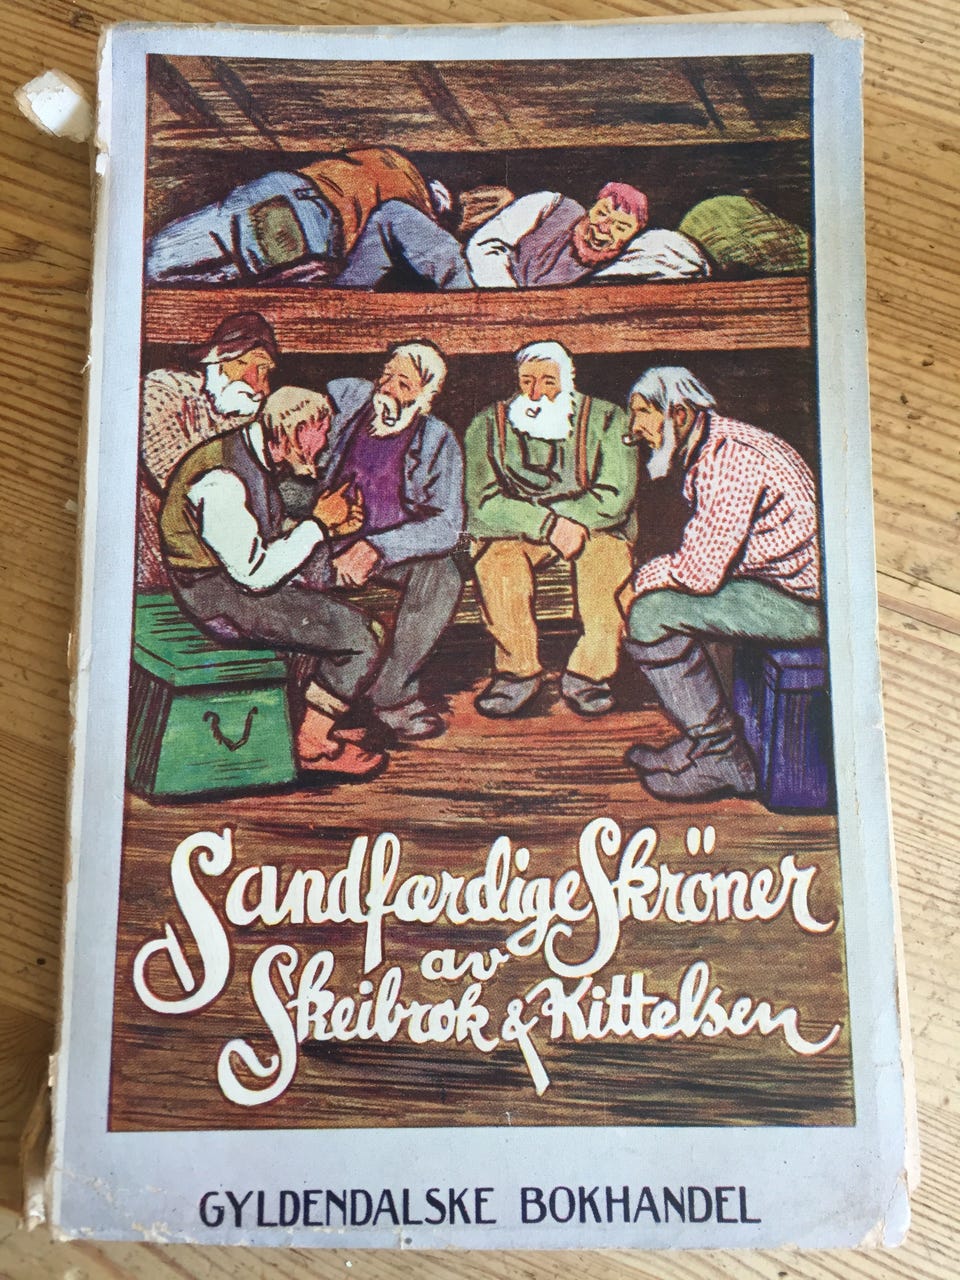 Sandfærdige Skröner
av
Skeibrok & Kittelsen
GYLDENDALSKE BOKHANDEL